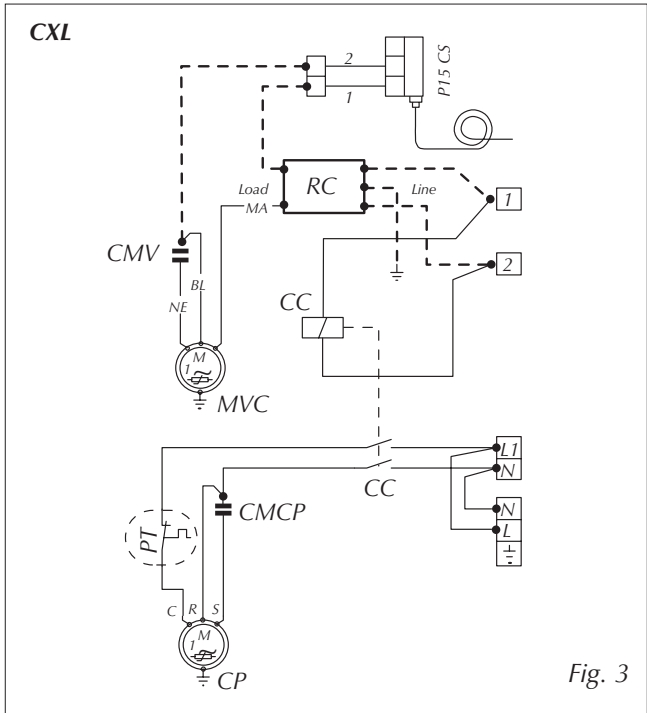 CXL
2
1
P15 CS
Load
RC
Line
MA
1
CMV
2
BL
NE
CC
M
1
MVC
L1
N
CC
CMCP
N
PT
L
C R S
M
1
CP
Fig. 3